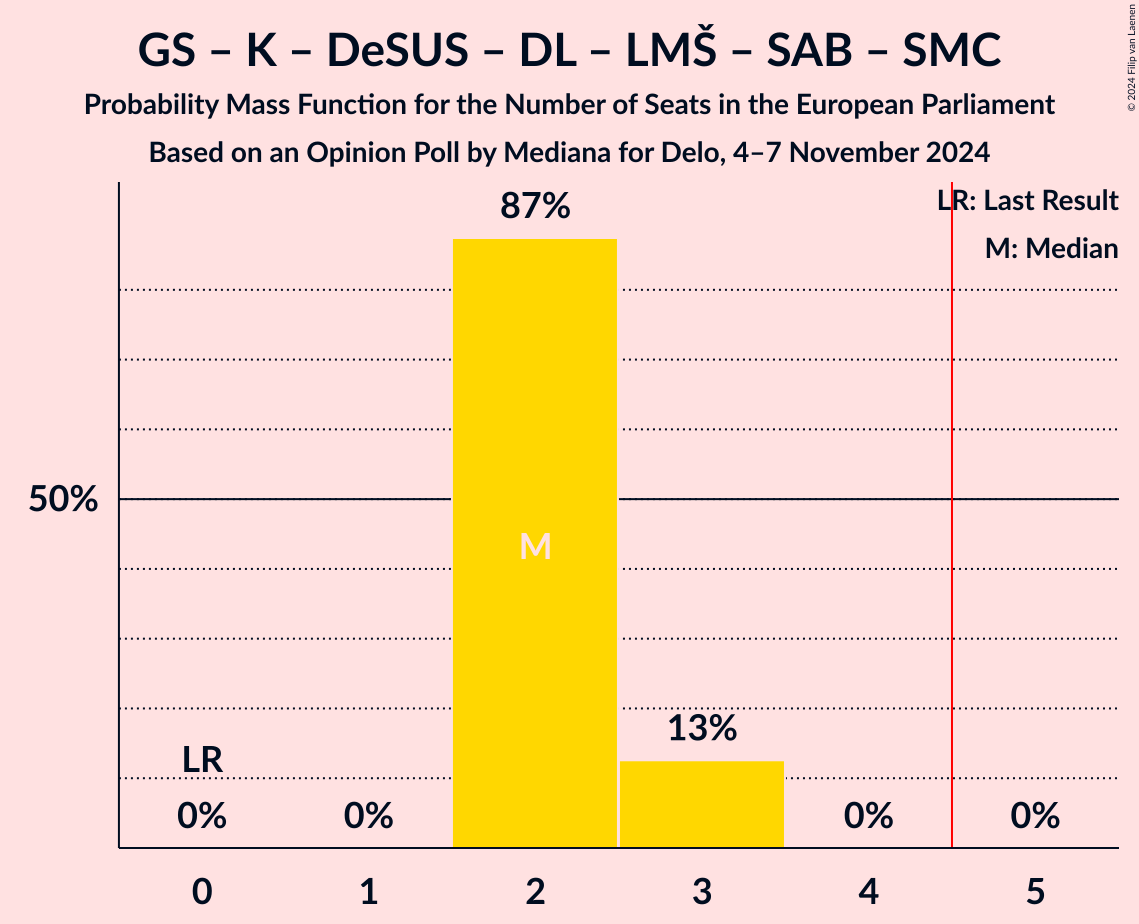 GS – K – DeSUS – DL – LMŠ – SAB – SMC
Probability Mass Function for the Number of Seats in the European Parliament
Based on an Opinion Poll by Mediana for Delo, 4–7 November 2024
© 2024 Filip van Laenen
LR: Last Result
M: Median
87%
50%
M
13%
LR
0%
0%
0%
0%
0
1
2
3
4
5